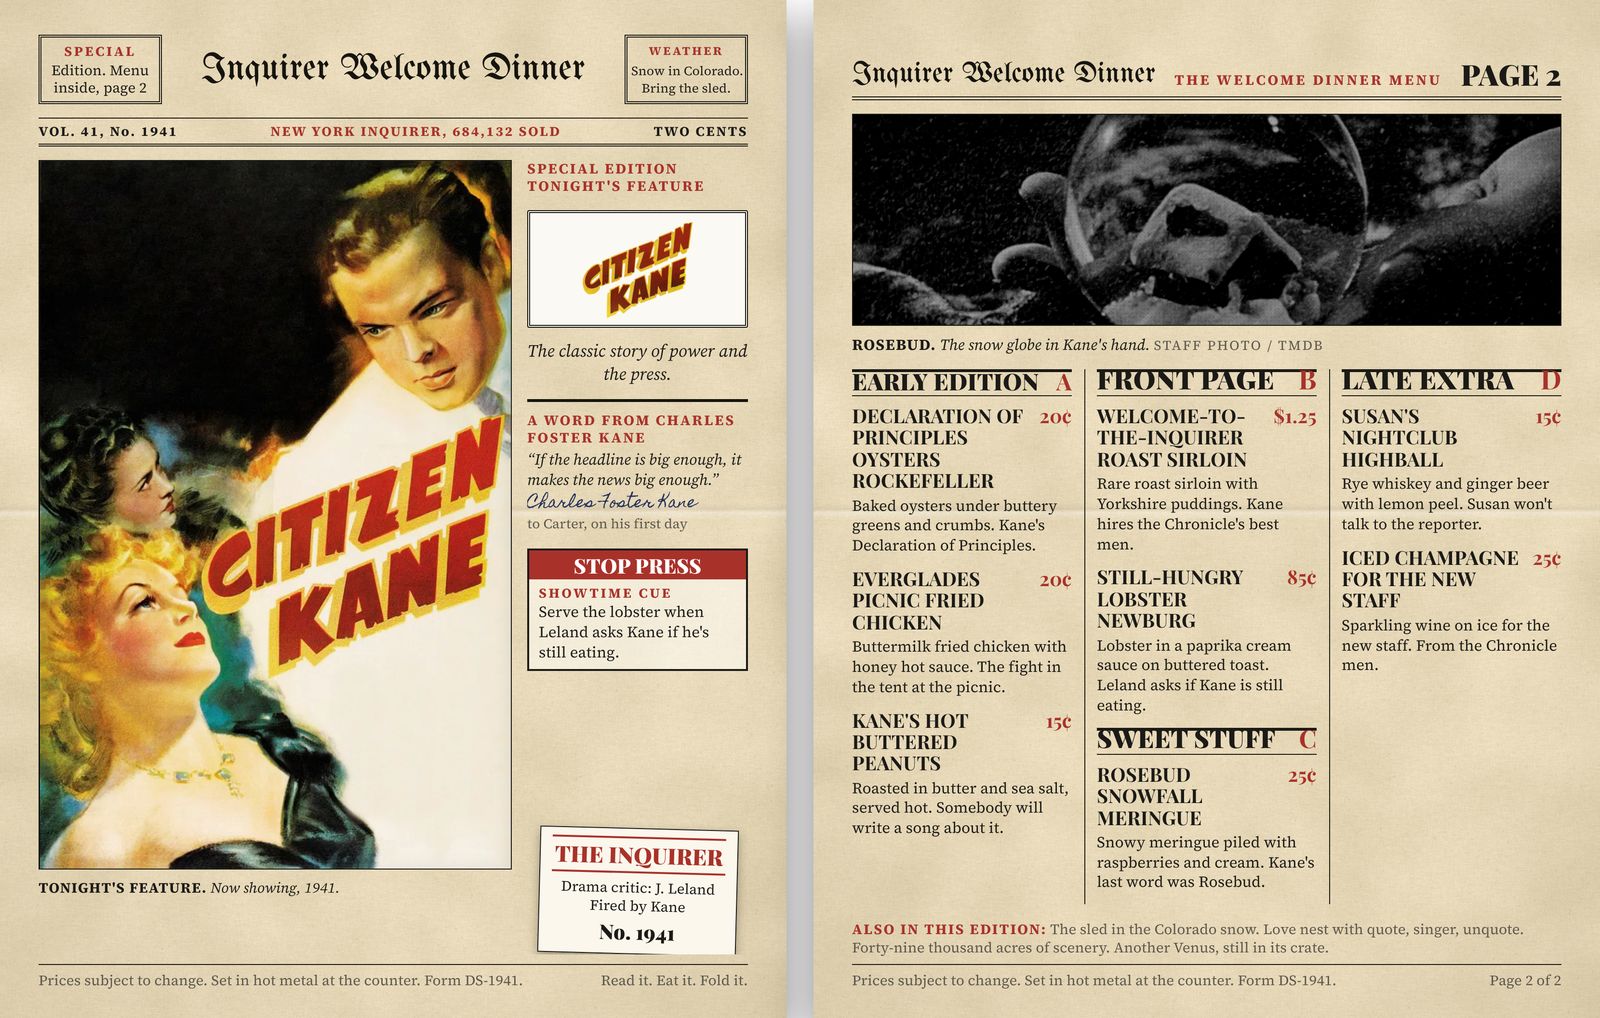 SPECIAL
Edition. Menu
inside, page 2
Inquirer Welcome Dinner
WEATHER
Snow in Colorado.
Bring the sled.
VOL. 41, No. 1941
NEW YORK INQUIRER, 684,132 SOLD
TWO CENTS
CITIZEN
KANE
TONIGHT'S FEATURE. Now showing, 1941.
SPECIAL EDITION
TONIGHT'S FEATURE
CITIZEN
KANE
The classic story of power and
the press.
A WORD FROM CHARLES
FOSTER KANE
“If the headline is big enough, it
makes the news big enough.”
Charles Foster Kane
to Carter, on his first day
STOP PRESS
SHOWTIME CUE
Serve the lobster when
Leland asks Kane if he's
still eating.
THE INQUIRER
Drama critic: J. Leland
Fired by Kane
No. 1941
Prices subject to change. Set in hot metal at the counter. Form DS-1941.
Read it. Eat it. Fold it.
Inquirer Welcome Dinner
THE WELCOME DINNER MENU
PAGE 2
ROSEBUD. The snow globe in Kane's hand. STAFF PHOTO / TMDB
EARLY EDITION A
DECLARATION OF 20¢
PRINCIPLES
OYSTERS
ROCKEFELLER
Baked oysters under buttery
greens and crumbs. Kane's
Declaration of Principles.
EVERGLADES 20¢
PICNIC FRIED
CHICKEN
Buttermilk fried chicken with
honey hot sauce. The fight in
the tent at the picnic.
KANE'S HOT 15¢
BUTTERED
PEANUTS
Roasted in butter and sea salt,
served hot. Somebody will
write a song about it.
FRONT PAGE B
WELCOME-TO- $1.25
THE-INQUIRER
ROAST SIRLOIN
Rare roast sirloin with
Yorkshire puddings. Kane
hires the Chronicle's best
men.
STILL-HUNGRY 85¢
LOBSTER
NEWBURG
Lobster in a paprika cream
sauce on buttered toast.
Leland asks if Kane is still
eating.
SWEET STUFF C
ROSEBUD 25¢
SNOWFALL
MERINGUE
Snowy meringue piled with
raspberries and cream. Kane's
last word was Rosebud.
LATE EXTRA D
SUSAN'S 15¢
NIGHTCLUB
HIGHBALL
Rye whiskey and ginger beer
with lemon peel. Susan won't
talk to the reporter.
ICED CHAMPAGNE 25¢
FOR THE NEW
STAFF
Sparkling wine on ice for the
new staff. From the Chronicle
men.
ALSO IN THIS EDITION: The sled in the Colorado snow. Love nest with quote, singer, unquote.
Forty-nine thousand acres of scenery. Another Venus, still in its crate.
Prices subject to change. Set in hot metal at the counter. Form DS-1941.
Page 2 of 2